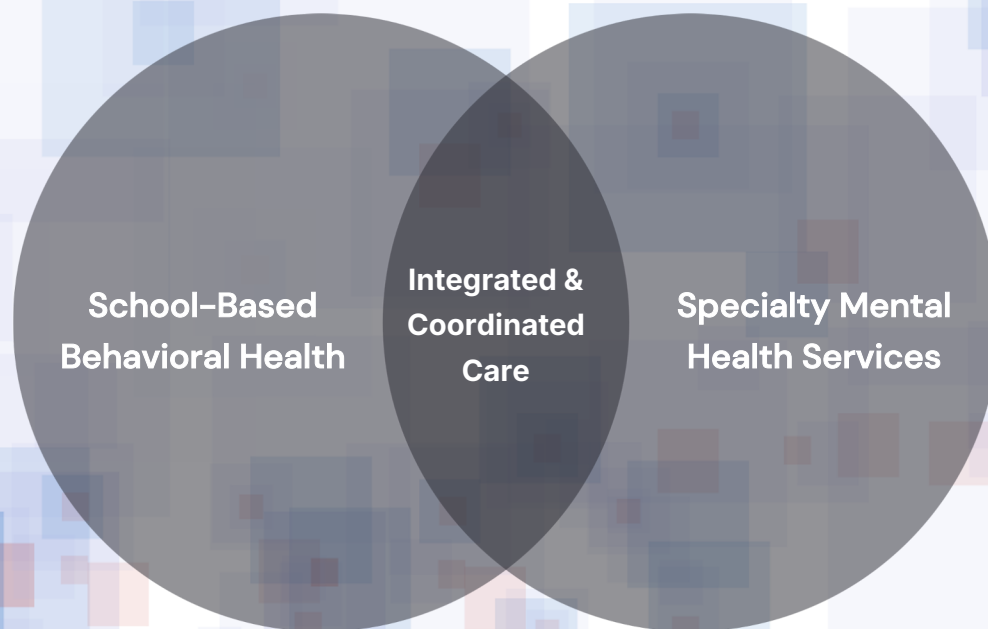 School-Based
Behavioral Health
Integrated &
Coordinated
Care
Specialty Mental
Health Services